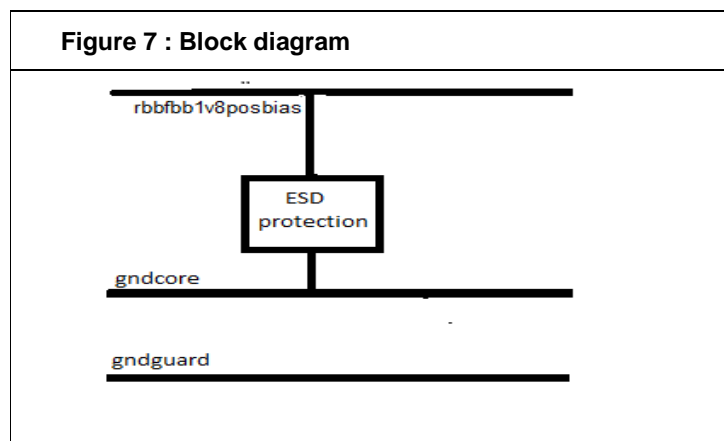 Figure 7 : Block diagram
rbbfbb1v8posbias
ESD
protection
gndcore
gndguard